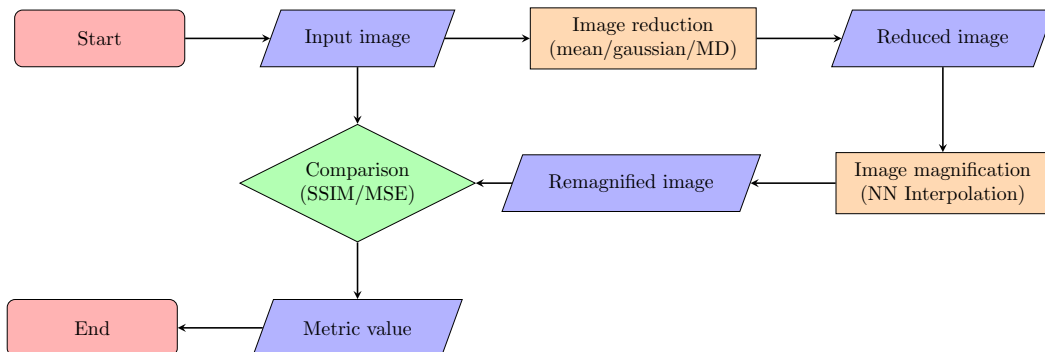 Start
Input image
Image reduction
(mean/gaussian/MD)
Reduced image
Comparison
(SSIM/MSE)
Remagnified image
Image magnification
(NN Interpolation)
End
Metric value